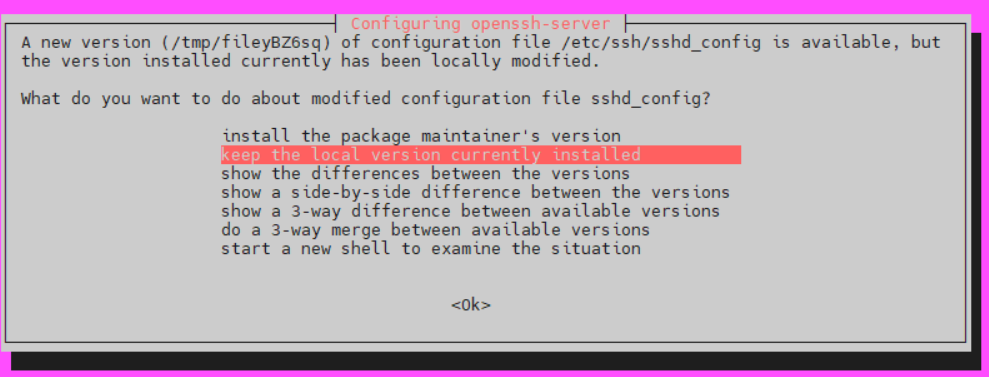 Configuring openssh-server
A new version (/tmp/fileyBZ6sq) of configuration file /etc/ssh/sshd_config is available, but
the version installed currently has been locally modified.
What do you want to do about modified configuration file sshd_config?
install the package maintainer's version
keep the local version currently installed
show the differences between the versions
show a side-by-side difference between the versions
show a 3-way difference between available versions
do a 3-way merge between available versions
start a new shell to examine the situation
<Ok>